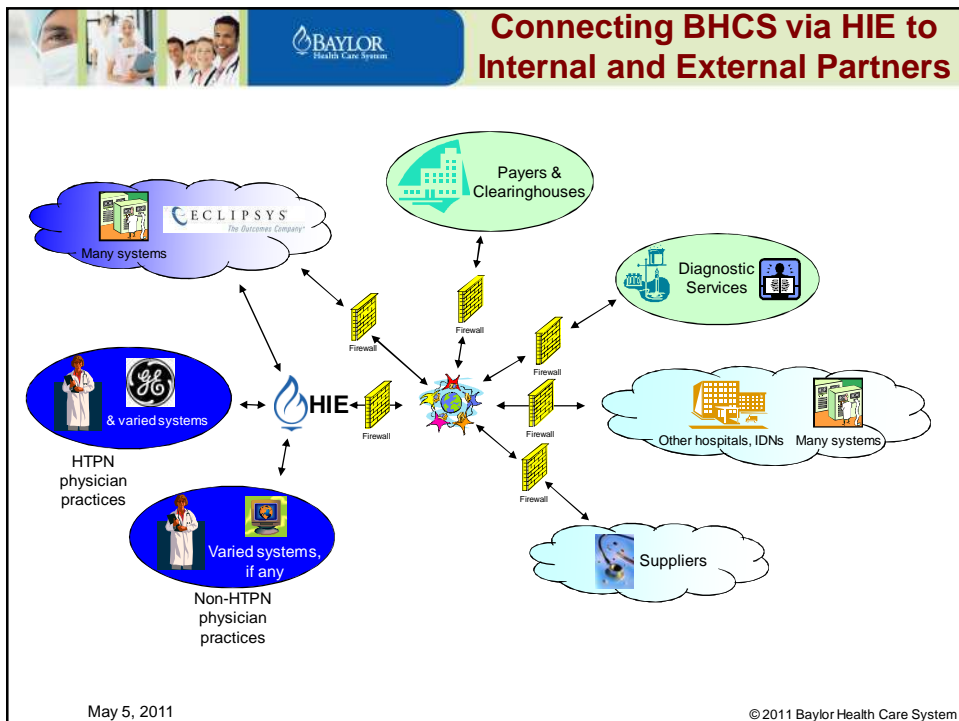 BAYLOR
Health Care System
Connecting BHCS via HIE to
Internal and External Partners
Payers &
Clearinghouses
ECLIPSYS
The Outcomes Company
Many systems
Diagnostic
Services
Firewall
Firewall
Firewall
GE
& varied systems
HIE
Firewall
Firewall
Other hospitals, IDNs
Many systems
HTPN
physician
practices
Firewall
Varied systems,
if any
Suppliers
Non-HTPN
physician
practices
May 5, 2011
© 2011 Baylor Health Care System